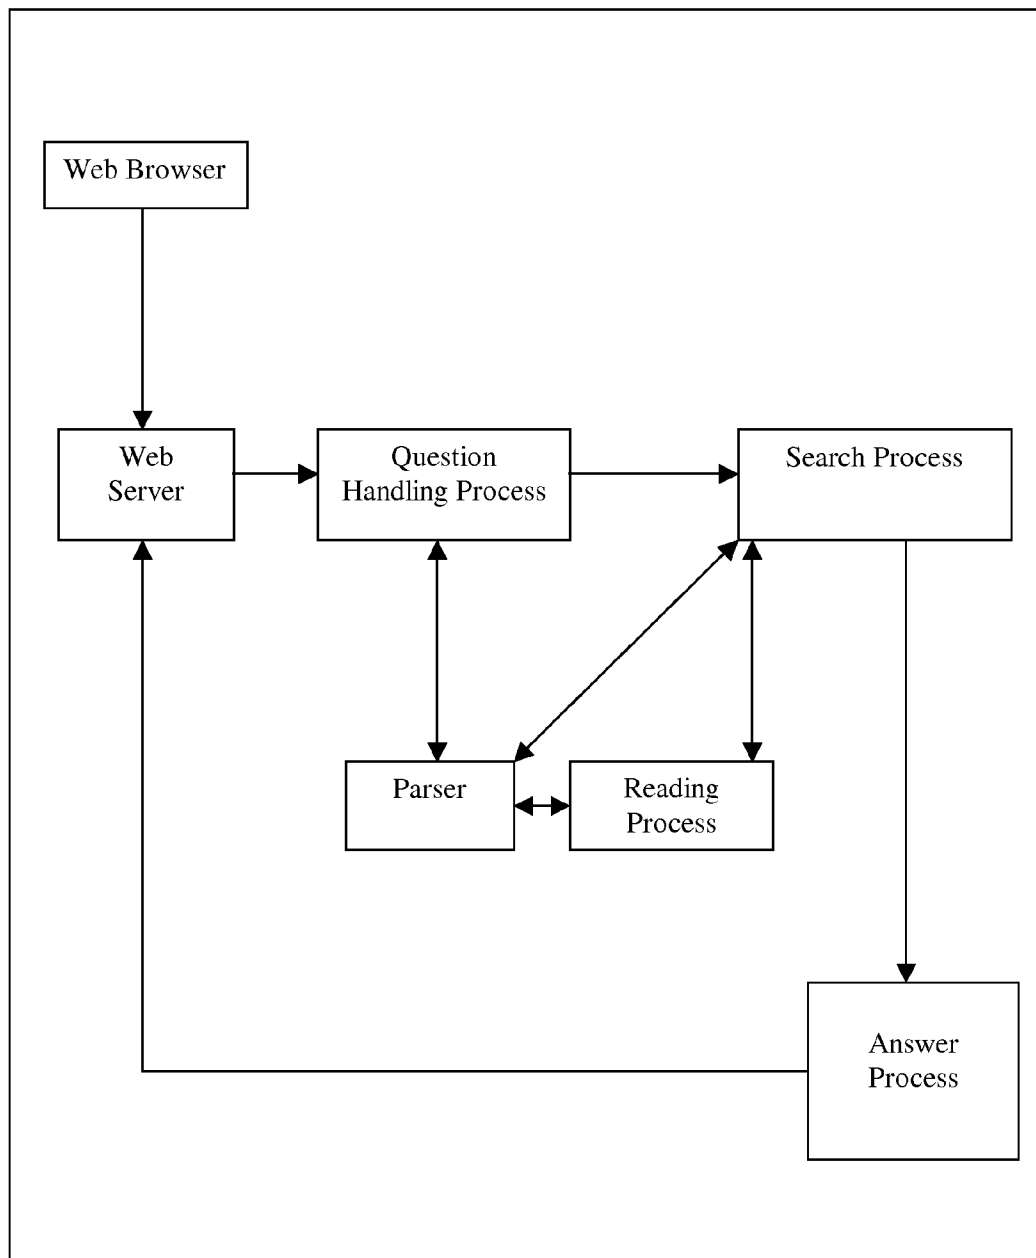 Web Browser
Web
Server
Question
Handling Process
Search Process
Parser
Reading
Process
Answer
Process